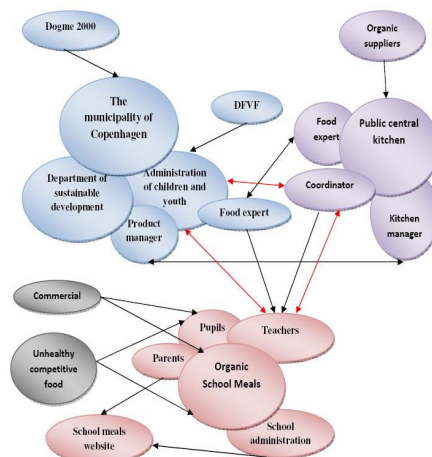 Dogme 2000
Organic
suppliers
The
municipality of
Copenhagen
DFVF
Food
expert
Public central
kitchen
Department of
sustainable
development
Administration
of children and
youth
Coordinator
Food expert
Product
manager
Kitchen
manager
Commercial
Pupils
Teachers
Unhealthy
competitive
food
Parents
Organic
School Meals
School meals
website
School
administration